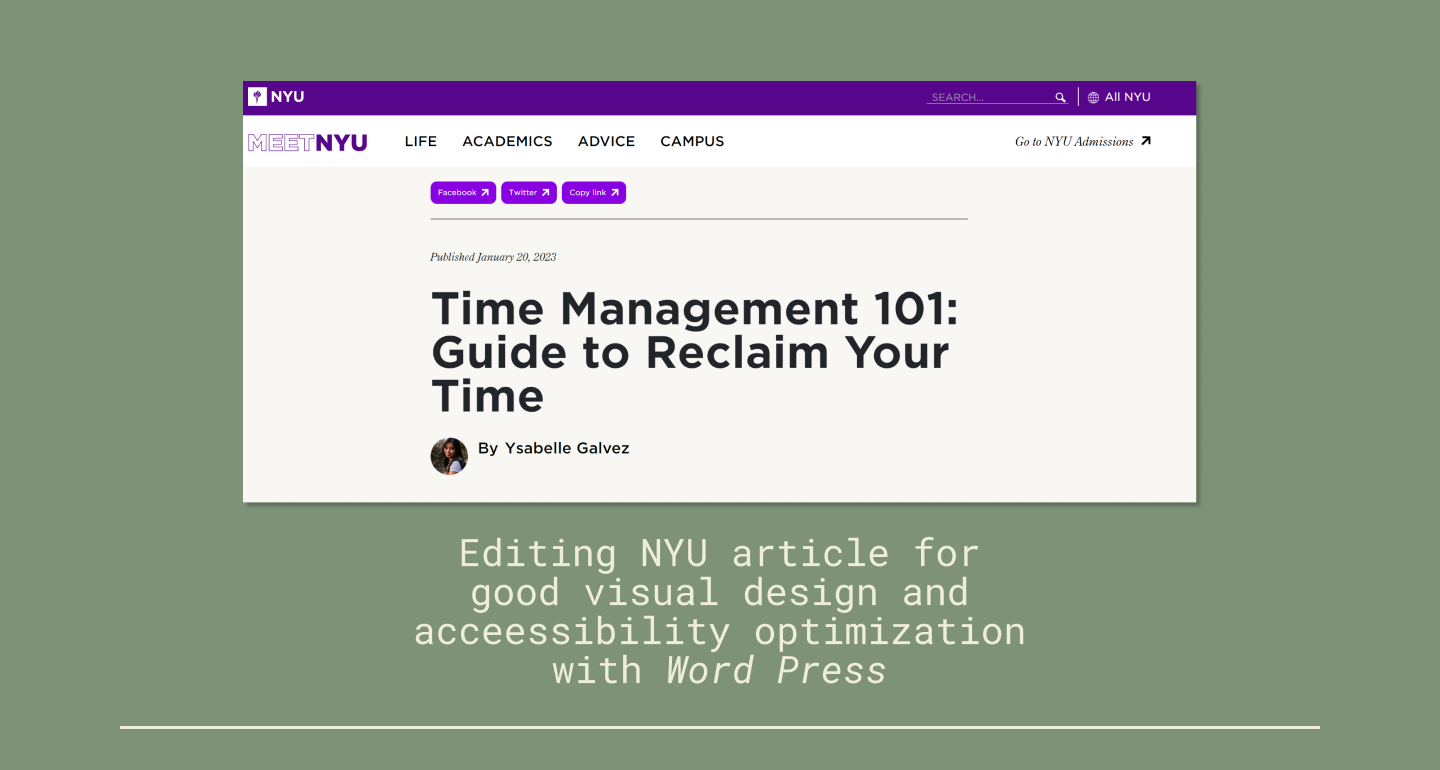 NYU
SEARCH...
All NYU
MEETNYU
LIFE
ACADEMICS
ADVICE
CAMPUS
Go to NYU Admissions
Facebook
Twitter
Copy link
Published January 20, 2023
Time Management 101:
Guide to Reclaim Your
Time
By Ysabelle Galvez
Editing NYU article for
good visual design and
acceessibility optimization
with Word Press